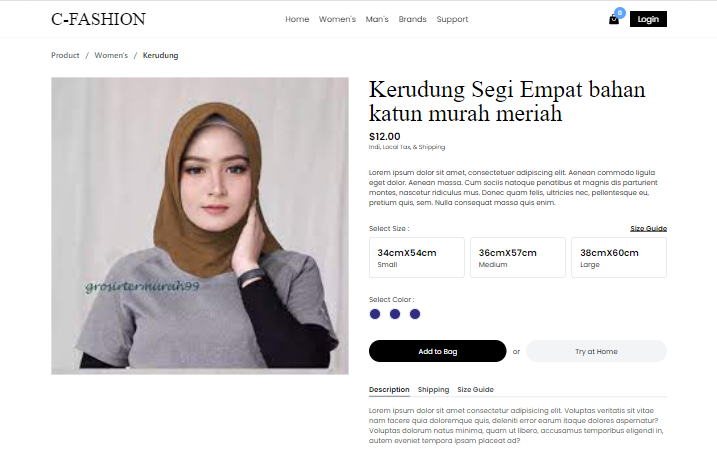 C-FASHION
Home Women's Man's Brands Support
0
Login
Product / Women's / Kerudung
grosirtermurah99
Kerudung Segi Empat bahan
katun murah meriah
$12.00
Indi, Local Tax, & Shipping
Lorem ipsum dolor sit amet, consectetuer adipiscing elit. Aenean commodo ligula
eget dolor. Aenean massa. Cum sociis natoque penatibus et magnis dis parturient
montes, nascetur ridiculus mus. Donec quam felis, ultricies nec, pellentesque eu,
pretium quis, sem. Nulla consequat massa quis enim.
Select Size :
Size Guide
34cmX54cm
Small
36cmX57cm
Medium
38cmX60cm
Large
Select Color :
Add to Bag or Try at Home
Description Shipping Size Guide
Lorem ipsum dolor sit amet consectetur adipisicing elit. Voluptas veritatis sit vitae
nam facere quia doloremque quis, deleniti error earum itaque dolores aspernatur?
Voluptas dolorum natus minima, quam ut libero, accusamus temporibus eligendi in,
autem eveniet tempora ipsam placeat ad?